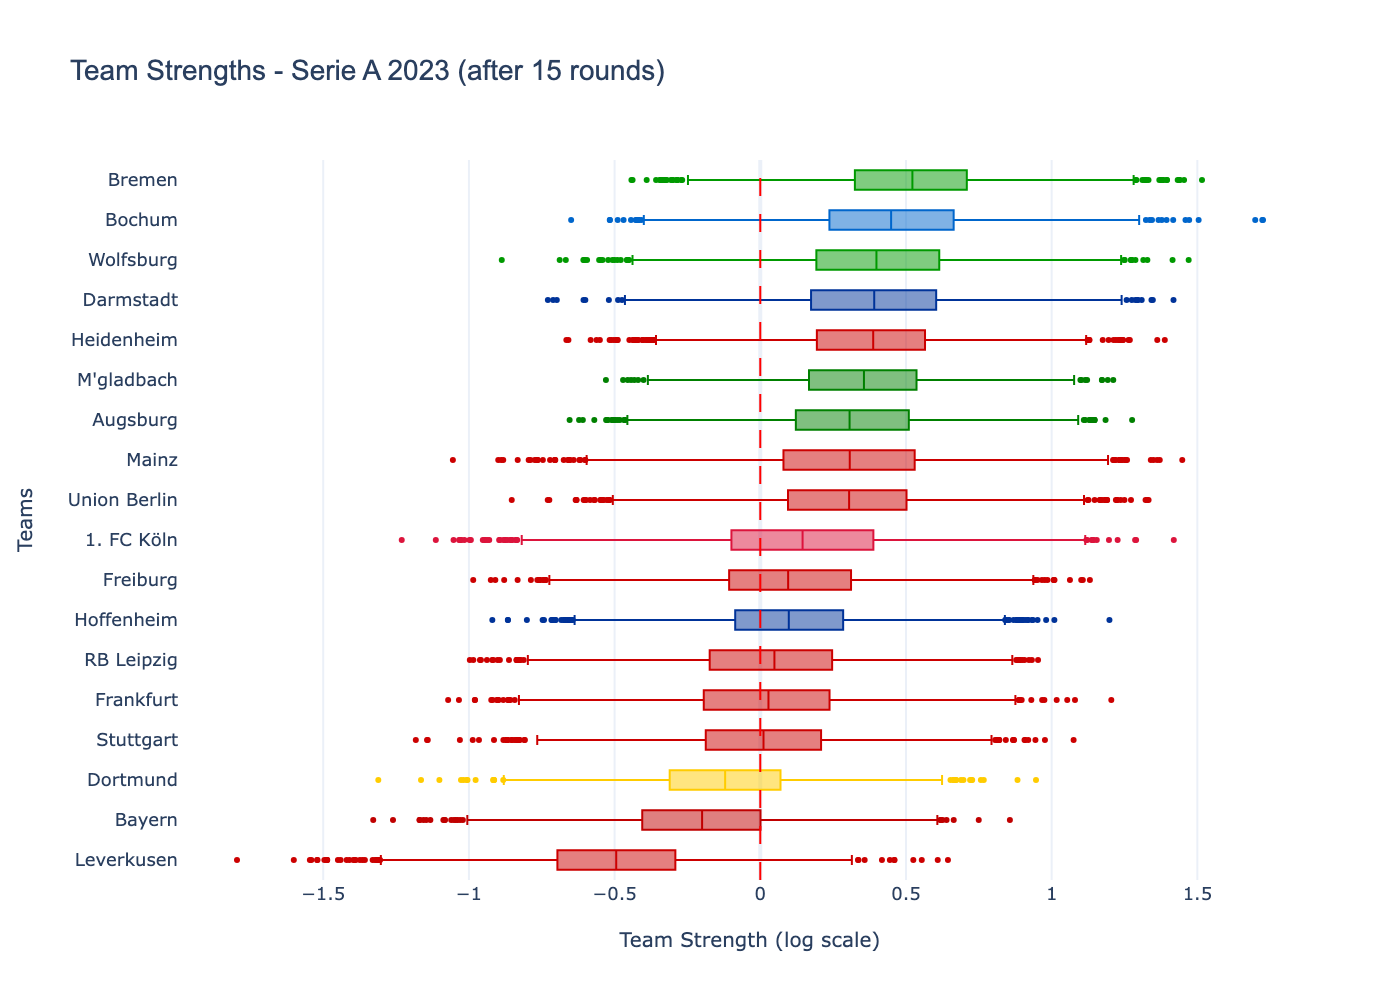 Team Strengths - Serie A 2023 (after 15 rounds)
Teams
Bremen
Bochum
Wolfsburg
Darmstadt
Heidenheim
M'gladbach
Augsburg
Mainz
Union Berlin
1. FC Köln
Freiburg
Hoffenheim
RB Leipzig
Frankfurt
Stuttgart
Dortmund
Bayern
Leverkusen
−1.5 −1 −0.5 0 0.5 1 1.5
Team Strength (log scale)